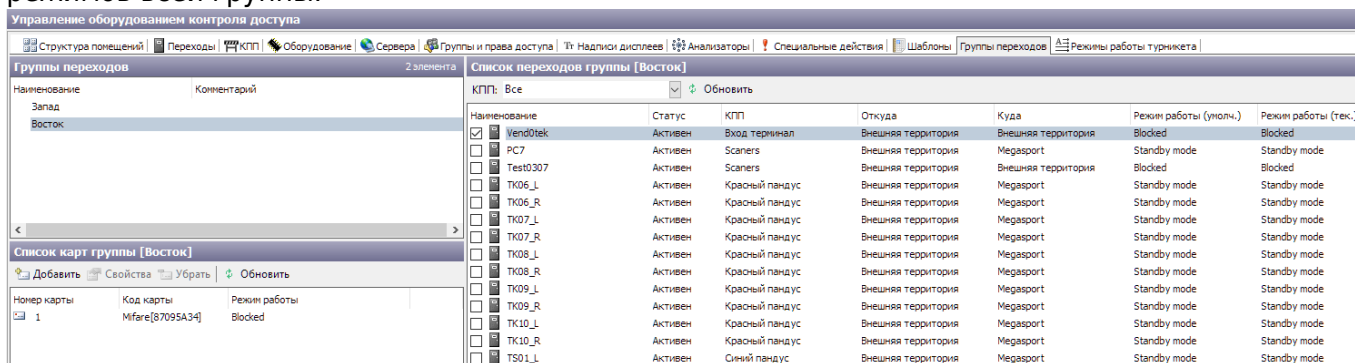 Управление оборудованием контроля доступа
Структура помещений Переходы КПП Оборудование Сервера Группы и права доступа Тт Надписи дисплеев Анализаторы Специальные действия Шаблоны Группы переходов Режимы работы турникета
Группы переходов 2 элемента
Наименование Комментарий
Запад
Восток
Список карт группы [Восток]
Добавить Свойства Убрать Обновить
Номер карты Код карты Режим работы
1 Mifare[87095A34] Blocked
Список переходов группы [Восток]
КПП: Все Обновить
Наименование Статус КПП Откуда Куда Режим работы (умолч.) Режим работы (тек.)
Vend0tek Активен Вход терминал Внешняя территория Внешняя территория Blocked Blocked
PC7 Активен Scaners Внешняя территория Megasport Standby mode Standby mode
Test0307 Активен Scaners Внешняя территория Внешняя территория Blocked Blocked
TK06_L Активен Красный пандус Внешняя территория Megasport Standby mode Standby mode
TK06_R Активен Красный пандус Внешняя территория Megasport Standby mode Standby mode
TK07_L Активен Красный пандус Внешняя территория Megasport Standby mode Standby mode
TK07_R Активен Красный пандус Внешняя территория Megasport Standby mode Standby mode
TK08_L Активен Красный пандус Внешняя территория Megasport Standby mode Standby mode
TK08_R Активен Красный пандус Внешняя территория Megasport Standby mode Standby mode
TK09_L Активен Красный пандус Внешняя территория Megasport Standby mode Standby mode
TK09_R Активен Красный пандус Внешняя территория Megasport Standby mode Standby mode
TK10_L Активен Красный пандус Внешняя территория Megasport Standby mode Standby mode
TK10_R Активен Красный пандус Внешняя территория Megasport Standby mode Standby mode
TS01_L Активен Синий пандус Внешняя территория Megasport Standby mode Standby mode